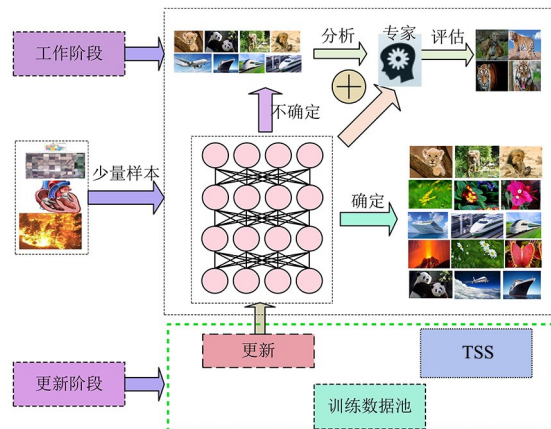 工作阶段
分析
专家
评估
不确定
少量样本
确定
更新
TSS
更新阶段
训练数据池